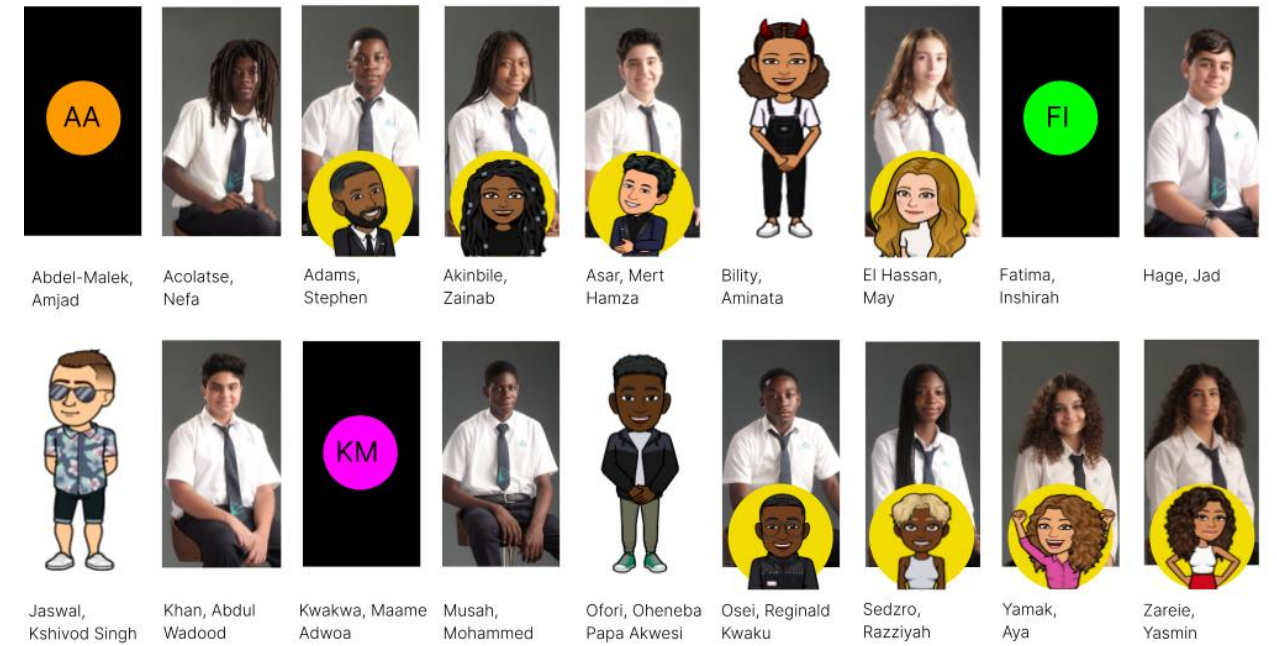 AA
FI
Abdel-Malek,
Amjad
Acolatse,
Nefa
Adams,
Stephen
Akinbile,
Zainab
Asar, Mert
Hamza
Bility,
Aminata
El Hassan,
May
Fatima,
Inshirah
Hage, Jad
KM
Jaswal,
Kshivod Singh
Khan, Abdul
Wadood
Kwakwa, Maame
Adwoa
Musah,
Mohammed
Ofori, Oheneba
Papa Akwesi
Osei, Reginald
Kwaku
Sedzro,
Razziyah
Yamak,
Aya
Zareie,
Yasmin